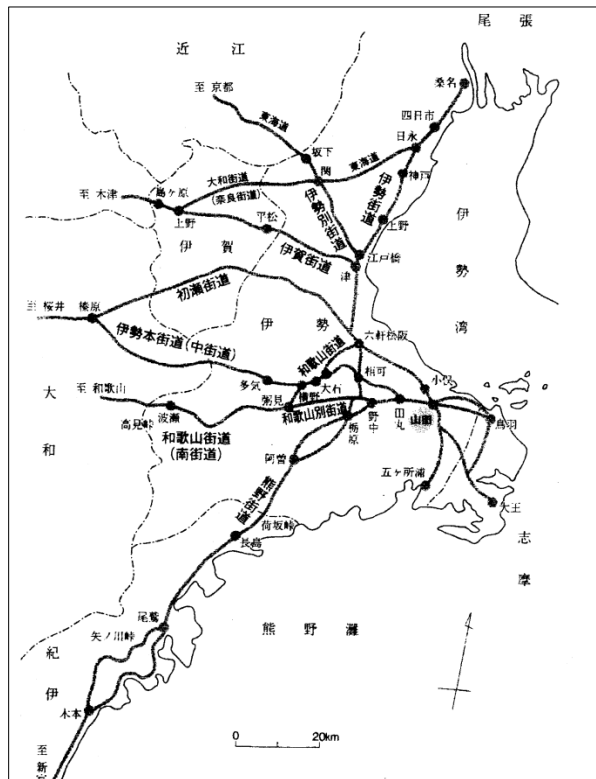 尾張
近江
桑名
至京都
四日市
東海道
日永
坂下
東海道
関
神戸
大和街道
(奈良街道)
伊勢街道
伊勢別街道
至木津
島ヶ原
上野
平松
上野
伊勢湾
伊賀
伊賀街道
江戸橋
津
初瀬街道
至桜井
榛原
伊勢
六軒松阪
伊勢本街道(中街道)
和歌山街道
多気
大石
横野
粥見
至和歌山
波瀬
高見峠
和歌山街道
(南街道)
和歌山別街道
野中
田丸
山田
鳥羽
栃原
大和
阿曽
五ヶ所浦
大王
志摩
熊野街道
荷坂峠
長島
尾鷲
熊野灘
矢ノ川峠
紀伊
木本
0
20km